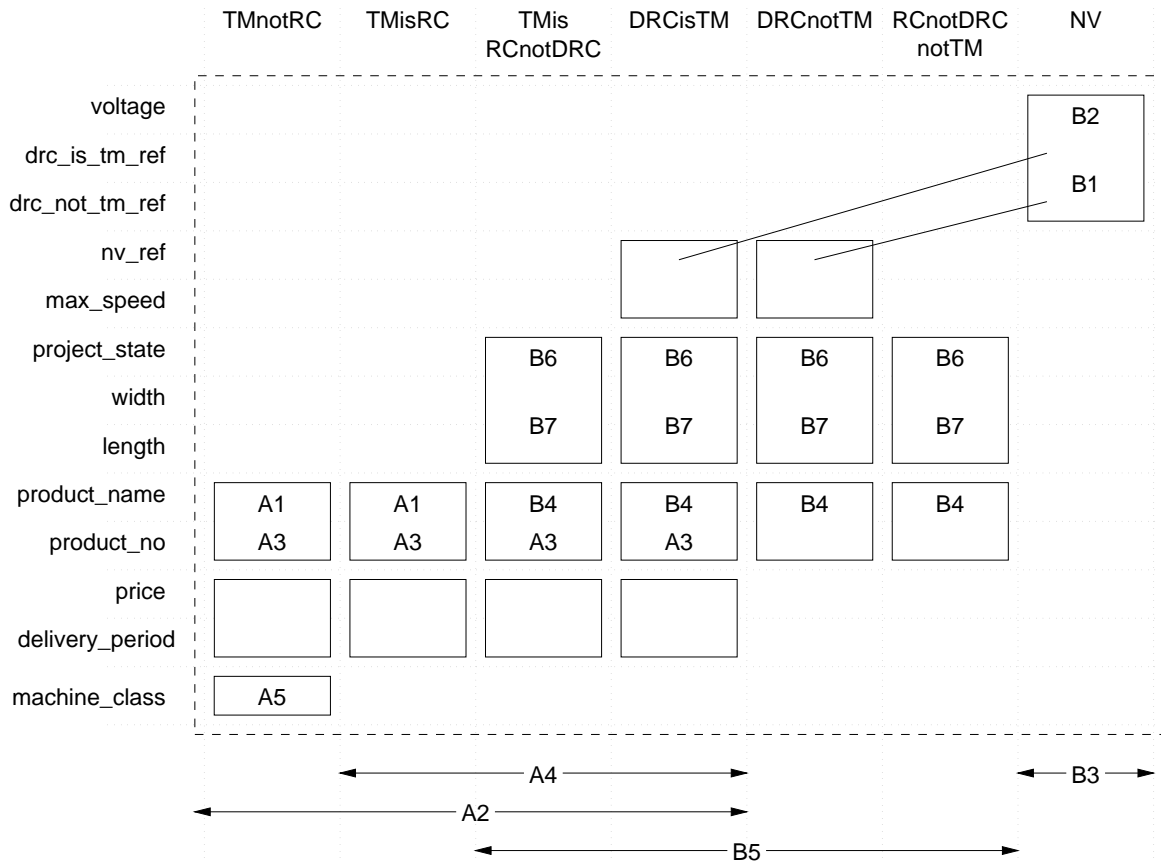 TMnotRC TMisRC TMis DRCisTM DRCnotTM RCnotDRC NV
RCnotDRC notTM
voltage B2
drc_is_tm_ref
B1
drc_not_tm_ref
nv_ref
max_speed
project_state B6 B6 B6 B6
width
B7 B7 B7 B7
length
product_name A1 A1 B4 B4 B4 B4
product_no A3 A3 A3 A3
price
delivery_period
machine_class A5
A4 B3
A2
B5